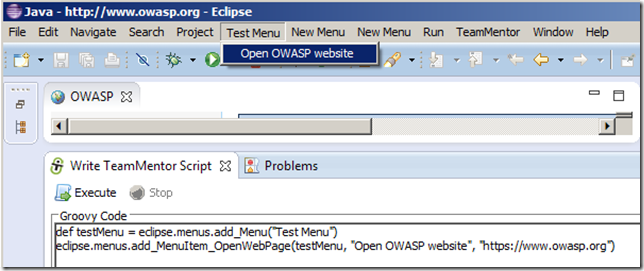 Java - http://www.owasp.org - Eclipse
File Edit Navigate Search Project Test Menu New Menu New Menu Run TeamMentor Window Help
Open OWASP website
OWASP
Write TeamMentor Script Problems
Execute Stop
Groovy Code
def testMenu = eclipse.menus.add_Menu("Test Menu")
eclipse.menus.add_MenuItem_OpenWebPage(testMenu, "Open OWASP website", "https://www.owasp.org")